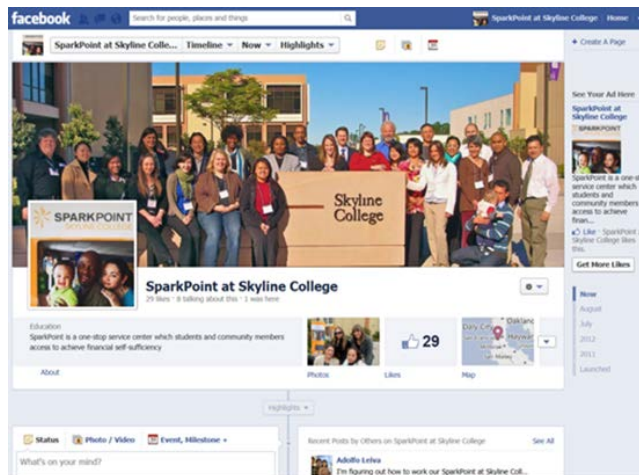 facebook
Search for people, places and things
SparkPoint at Skyline College Home
SparkPoint at Skyline Colle... Timeline Now Highlights
+ Create A Page
See Your Ad Here
SparkPoint at
Skyline College
SPARKPOINT
SparkPoint is a one-stop
service center which
students and
community members
access to achieve
finan...
Like · SparkPoint
Skyline College likes
this.
Get More Likes
Skyline
College
SPARKPOINT
SKYLINE COLLEGE
SparkPoint at Skyline College
29 likes · 8 talking about this · 1 was here
Education
SparkPoint is a one-stop service center which students and community members
access to achieve financial self-sufficiency
About
Photos
29
Likes
Daly City
Oakland
San Mateo
Map
Now
August
July
2012
2011
Launched
Highlights
Status Photo / Video Event, Milestone
What's on your mind?
Recent Posts by Others on SparkPoint at Skyline College See All
Adolfo Leiva
I'm figuring out how to work our SparkPoint at Skyline Coll...